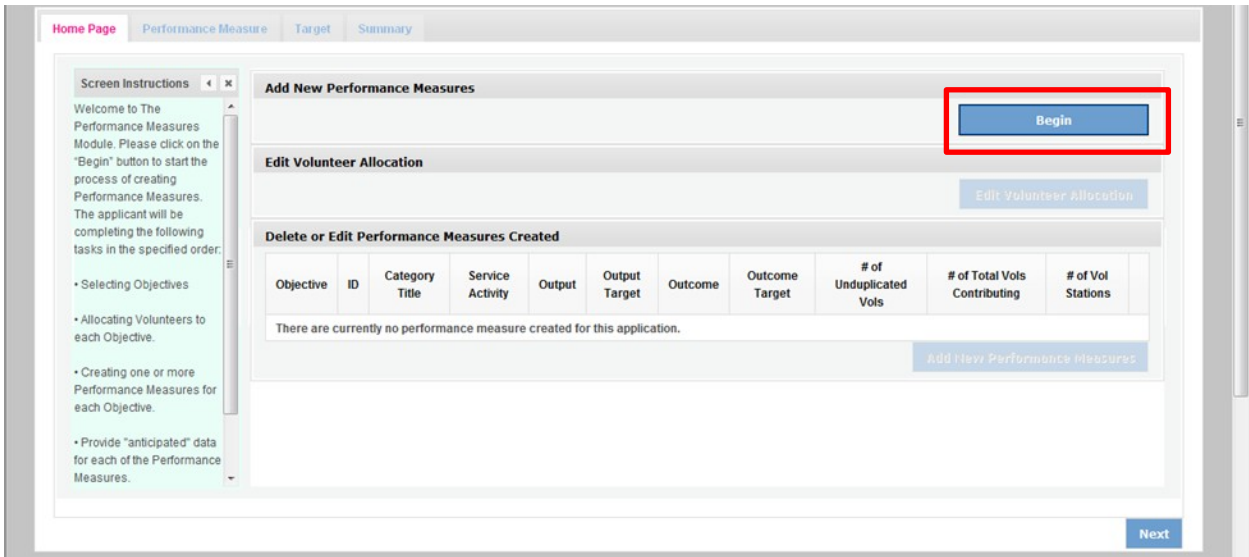 Home Page Performance Measure Target Summary
Screen Instructions
Welcome to The
Performance Measures
Module. Please click on the
"Begin" button to start the
process of creating
Performance Measures.
The applicant will be
completing the following
tasks in the specified order:
• Selecting Objectives
• Allocating Volunteers to
each Objective.
• Creating one or more
Performance Measures for
each Objective.
• Provide "anticipated" data
for each of the Performance
Measures.
Add New Performance Measures
Begin
Edit Volunteer Allocation
Edit Volunteer Allocation
Delete or Edit Performance Measures Created
Objective ID Category Title Service Activity Output Output Target Outcome Outcome Target # of Unduplicated Vols # of Total Vols Contributing # of Vol Stations
There are currently no performance measure created for this application.
Add New Performance Measures
Next